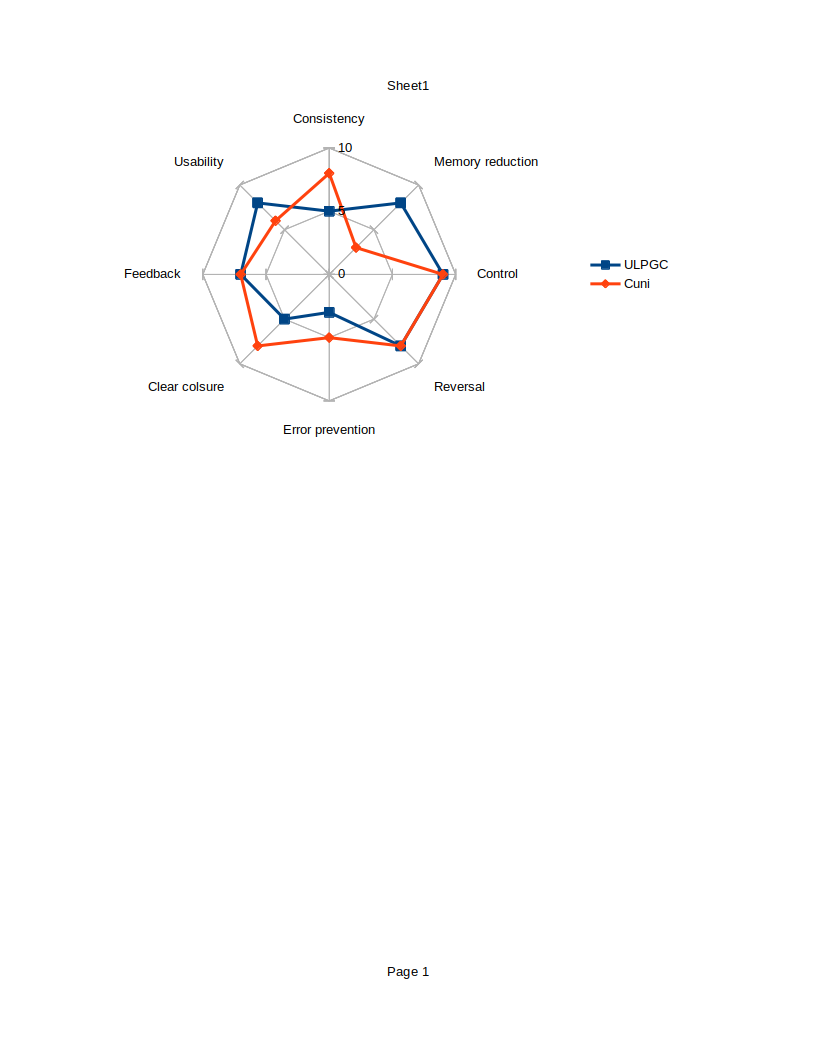 Sheet1
Consistency
10
Usability
Memory reduction
5
Feedback
0
Control
ULPGC
Cuni
Clear colsure
Reversal
Error prevention
Page 1